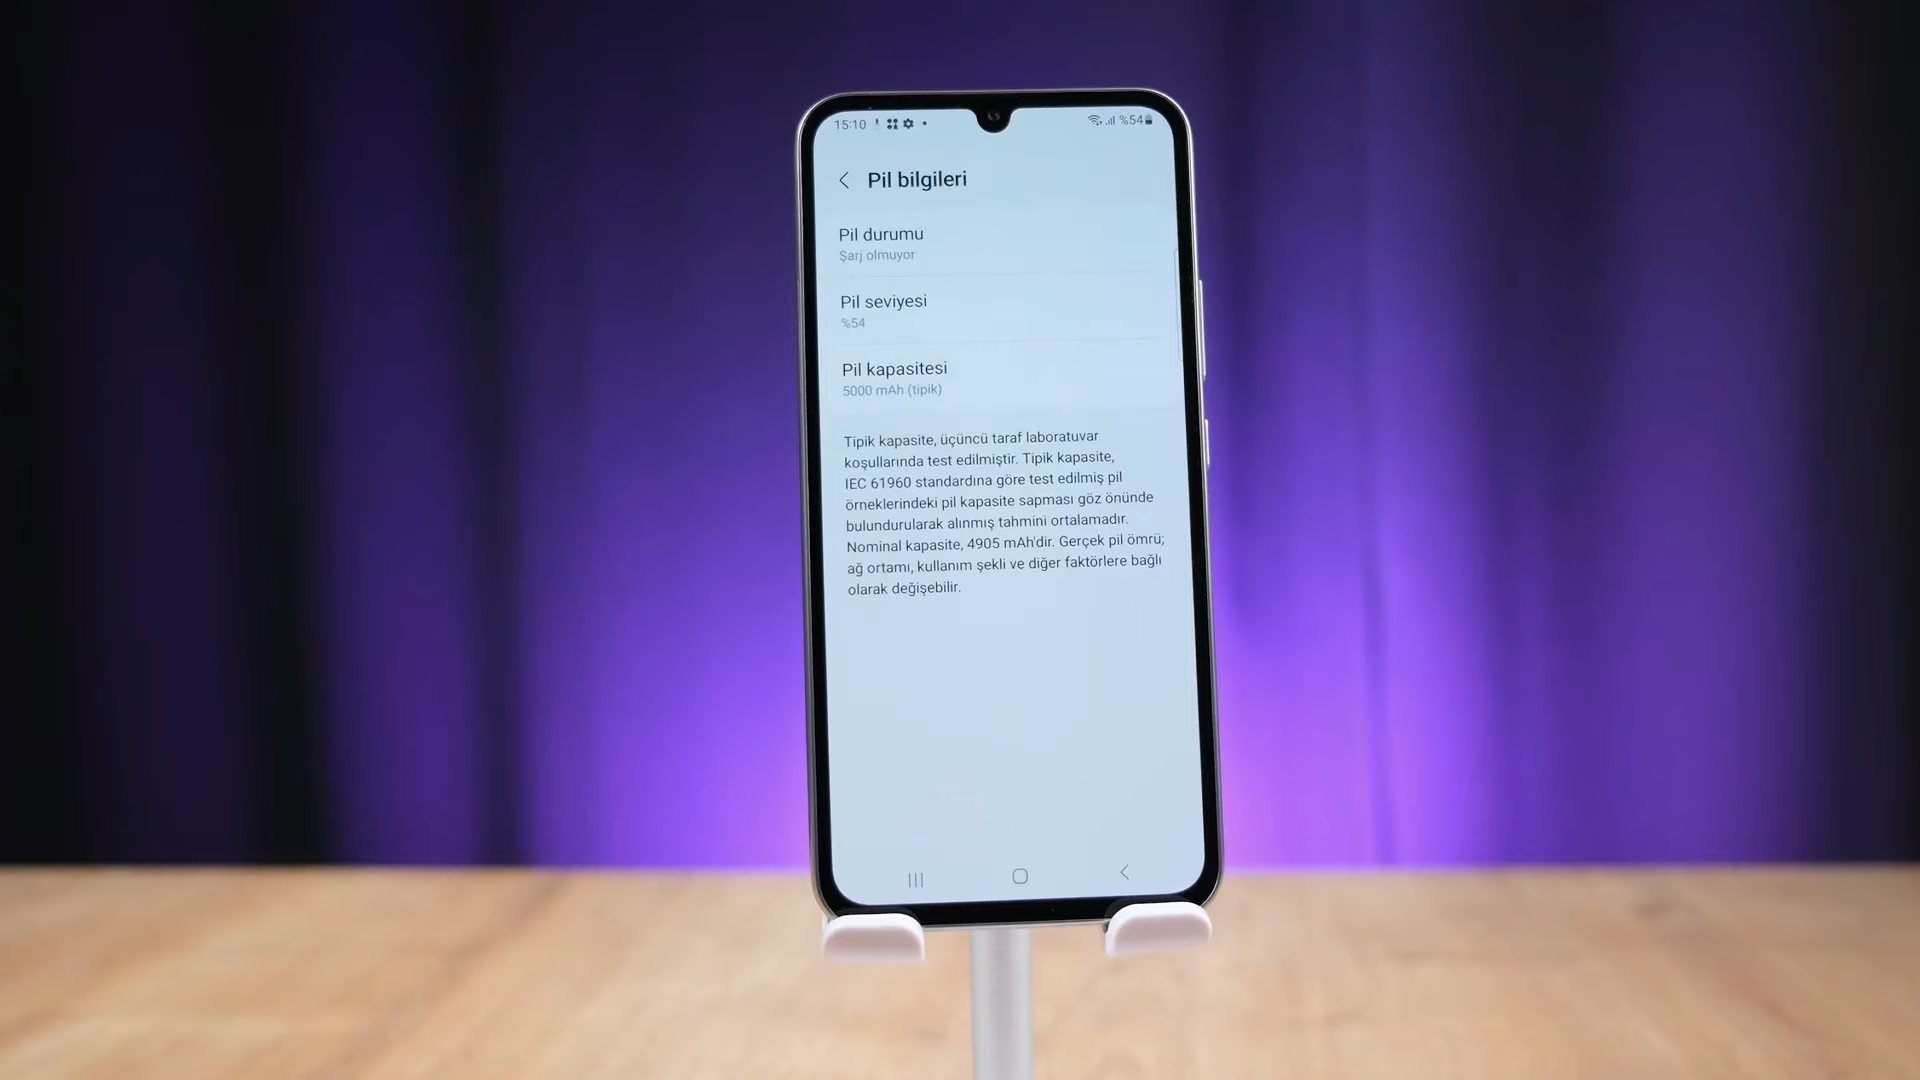 15:10
%54
Pil bilgileri
Pil durumu
Şarj olmuyor
Pil seviyesi
%54
Pil kapasitesi
5000 mAh (tipik)
Tipik kapasite, üçüncü taraf laboratuvar
koşullarında test edilmiştir. Tipik kapasite,
IEC 61960 standardına göre test edilmiş pil
örneklerindeki pil kapasite sapması göz önünde
bulundurularak alınmış tahmini ortalamadır.
Nominal kapasite, 4905 mAh'dir. Gerçek pil ömrü;
ağ ortamı, kullanım şekli ve diğer faktörlere bağlı
olarak değişebilir.